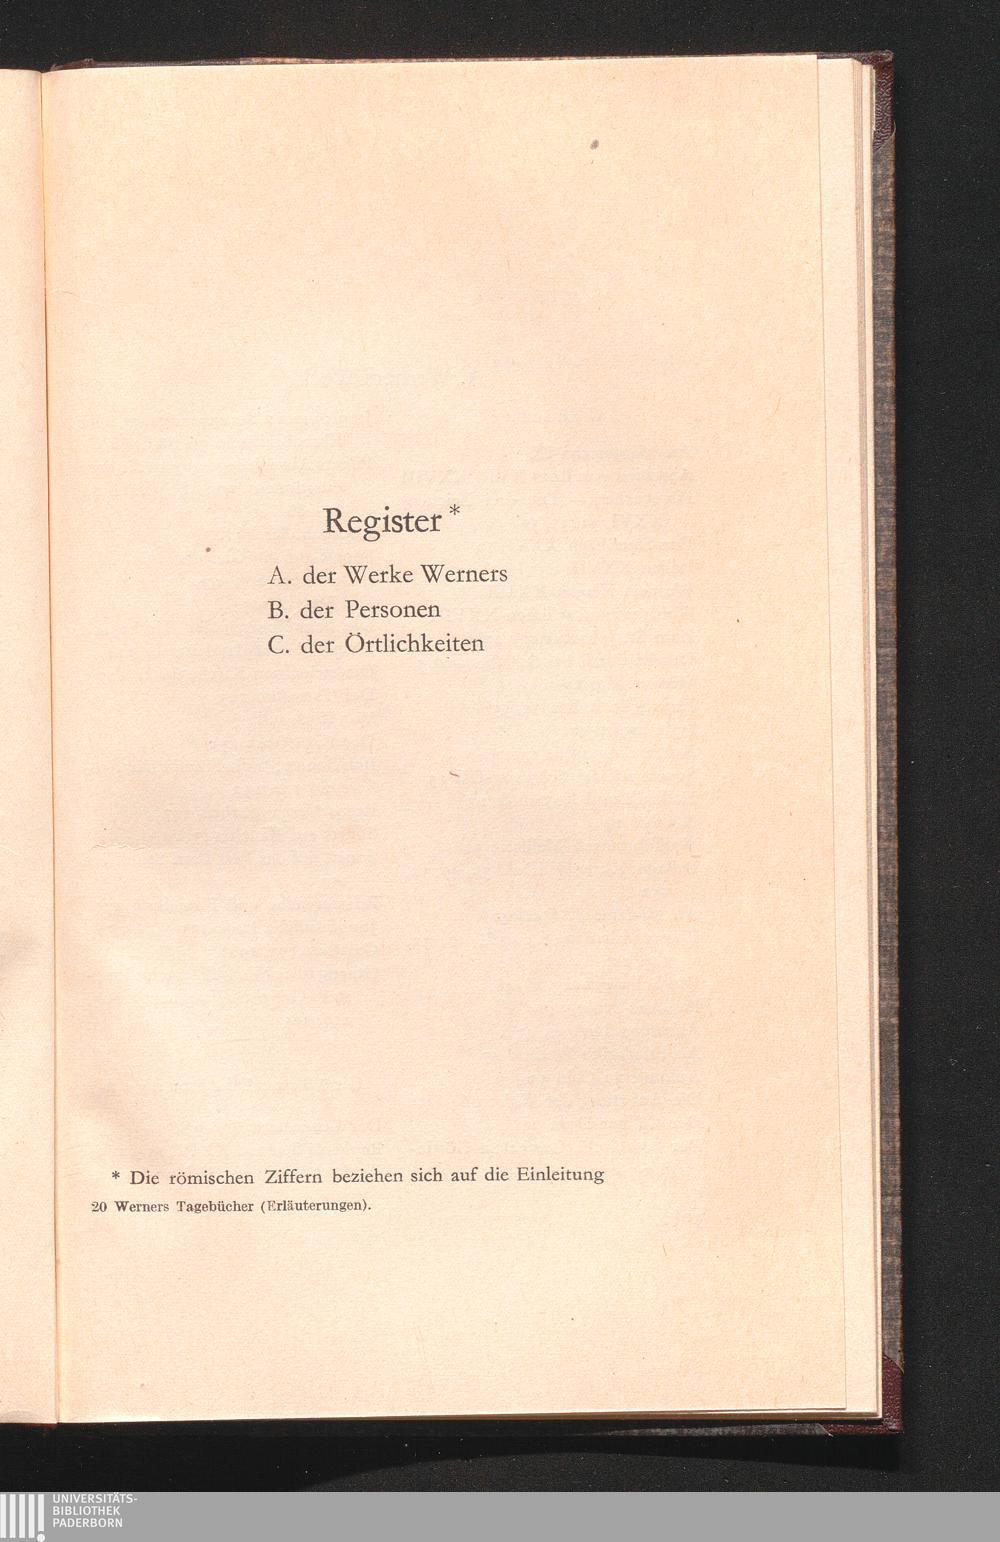 Register*
A. der Werke Werners
B. der Personen
C. der Örtlichkeiten
* Die römischen Ziffern beziehen sich auf die Einleitung
20 Werners Tagebücher (Erläuterungen).
UNIVERSITÄTS-
BIBLIOTHEK
PADERBORN